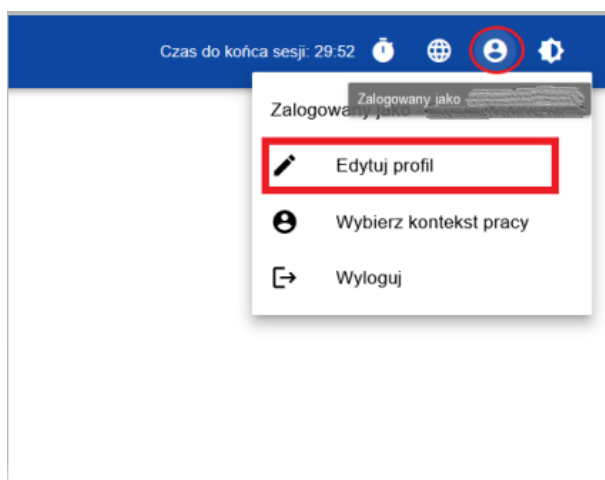 Czas do końca sesji: 29:52
Zalogowany jako
Zalogowany jako
Edytuj profil
Wybierz kontekst pracy
Wyloguj